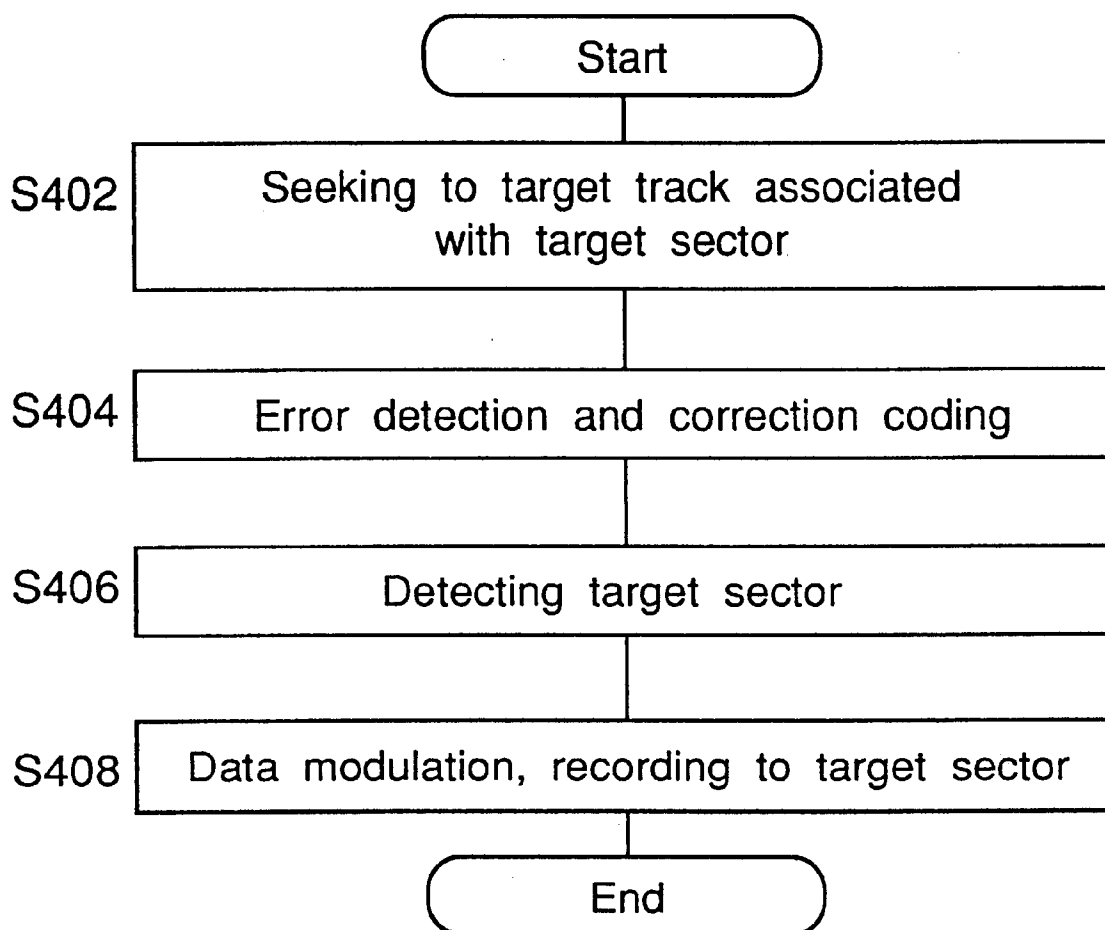 Start
S402
Seeking to target track associated
with target sector
S404
Error detection and correction coding
S406
Detecting target sector
S408
Data modulation, recording to target sector
End